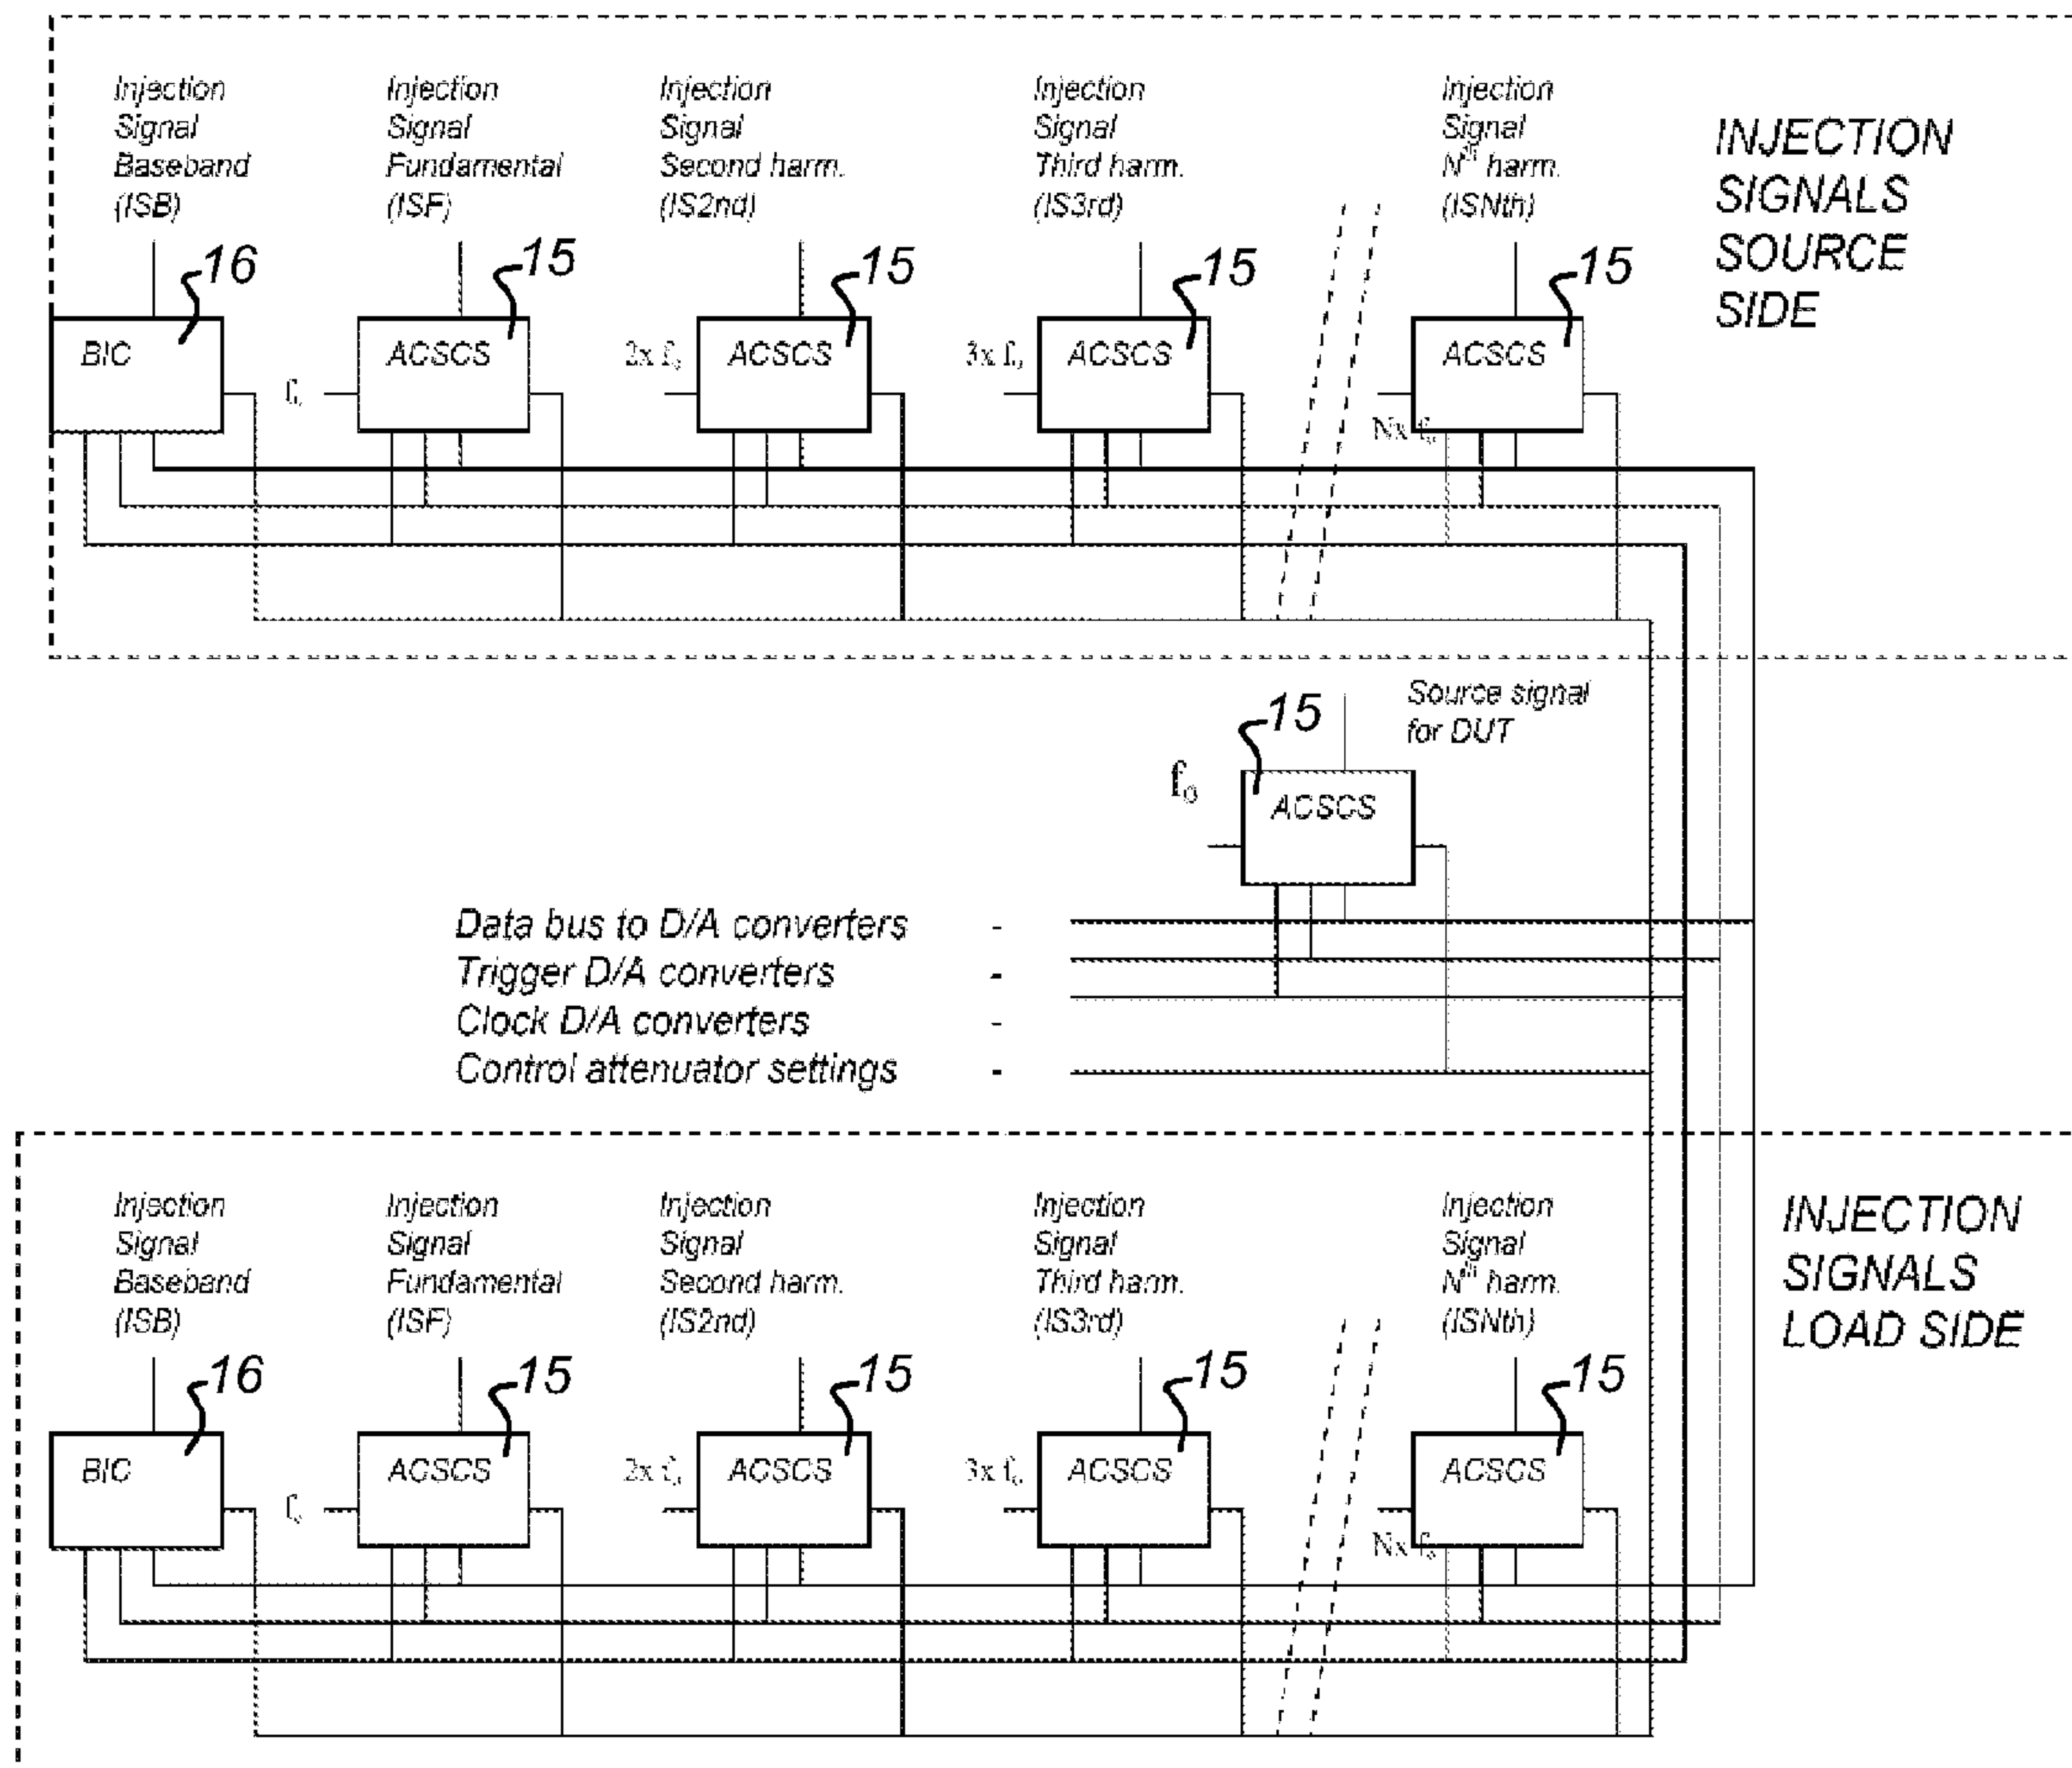 Injection
Signal
Baseband
(ISB)
Injection
Signal
Fundamental
(ISF)
Injection
Signal
Second harm.
(IS2nd)
Injection
Signal
Third harm.
(IS3rd)
Injection
Signal
Nth harm.
(ISNth)
INJECTION
SIGNALS
SOURCE
SIDE
16
15
15
15
15
BIC
f₀
ACSCS
2x f₀
ACSCS
3x f₀
ACSCS
Nx f₀
ACSCS
Source signal
for DUT
15
f₀
ACSCS
Data bus to D/A converters -
Trigger D/A converters -
Clock D/A converters -
Control attenuator settings -
Injection
Signal
Baseband
(ISB)
Injection
Signal
Fundamental
(ISF)
Injection
Signal
Second harm.
(IS2nd)
Injection
Signal
Third harm.
(IS3rd)
Injection
Signal
Nth harm.
(ISNth)
INJECTION
SIGNALS
LOAD SIDE
16
15
15
15
15
BIC
f₀
ACSCS
2x f₀
ACSCS
3x f₀
ACSCS
Nx f₀
ACSCS